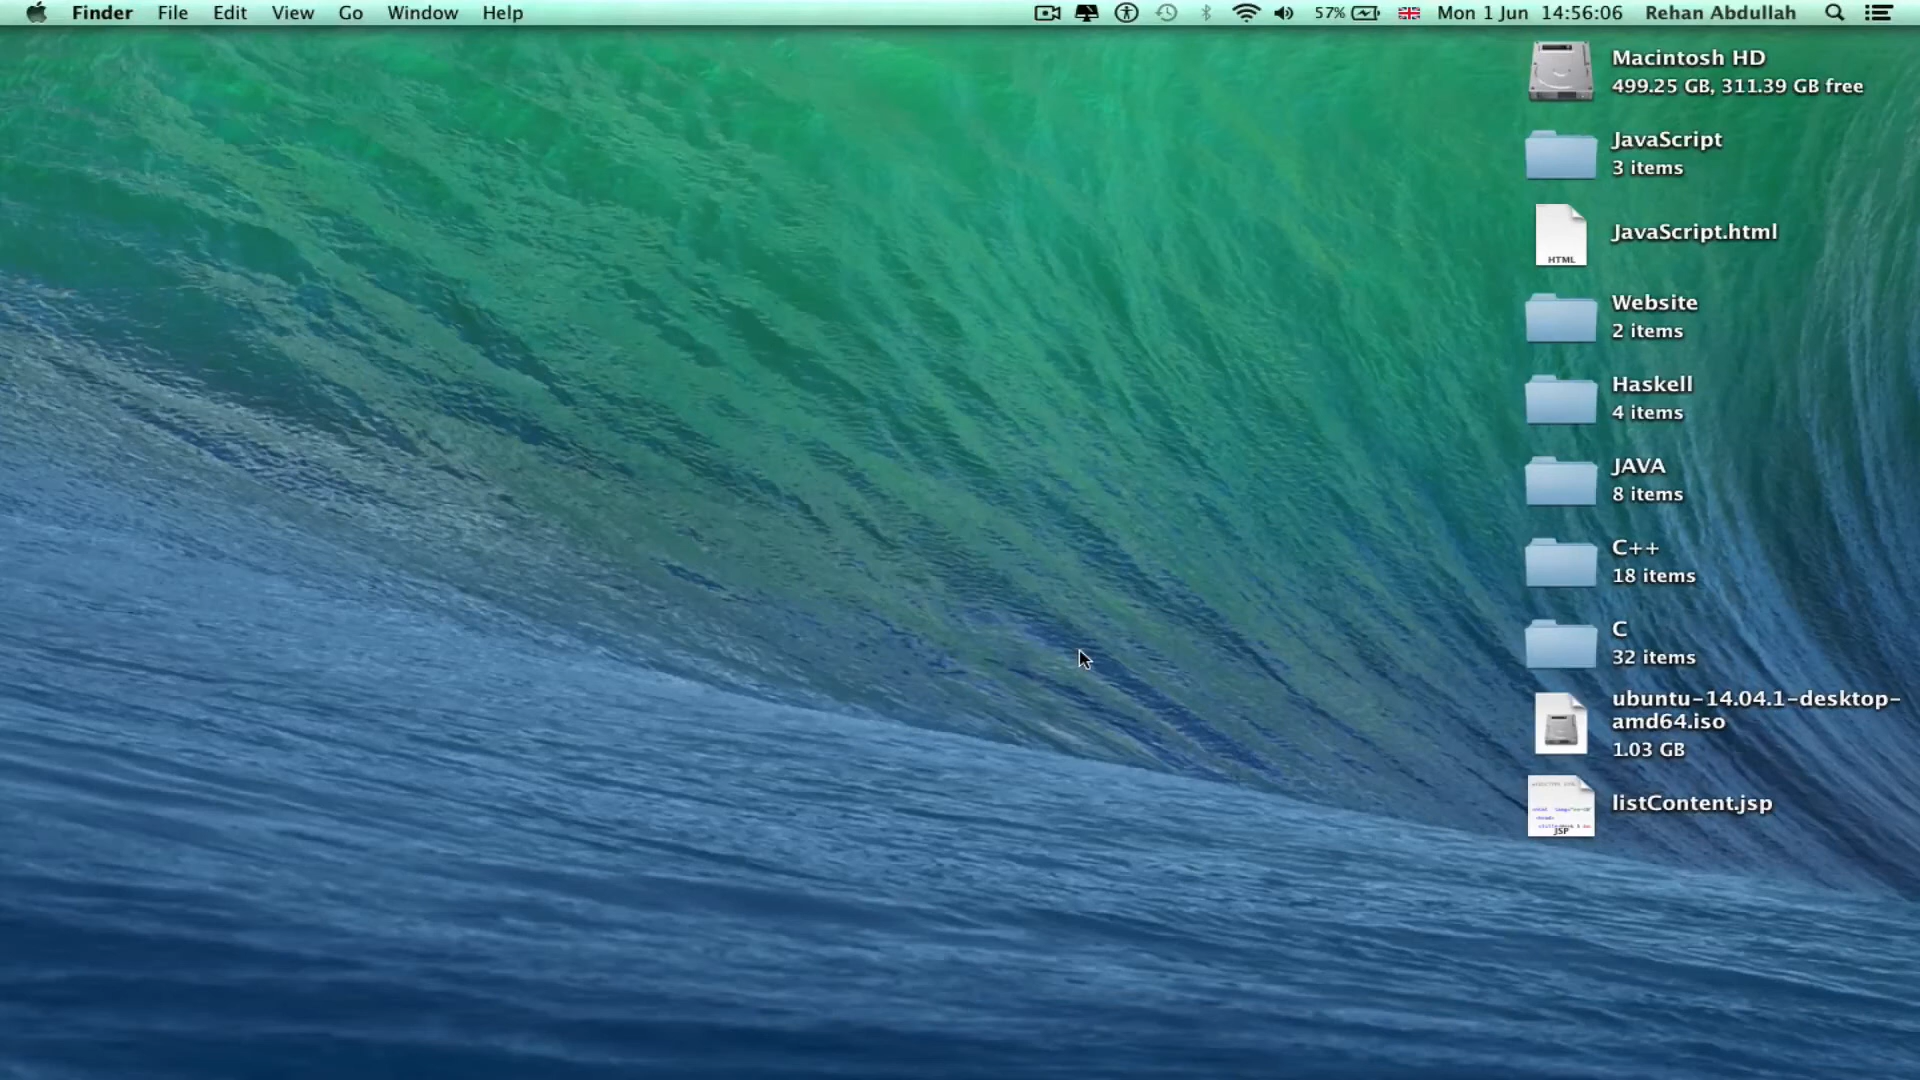 Finder File Edit View Go Window Help 57% Mon 1 Jun 14:56:06 Rehan Abdullah
Macintosh HD
499.25 GB, 311.39 GB free
JavaScript
3 items
HTML
JavaScript.html
Website
2 items
Haskell
4 items
JAVA
8 items
C++
18 items
C
32 items
ubuntu-14.04.1-desktop-
amd64.iso
1.03 GB
JSP
listContent.jsp